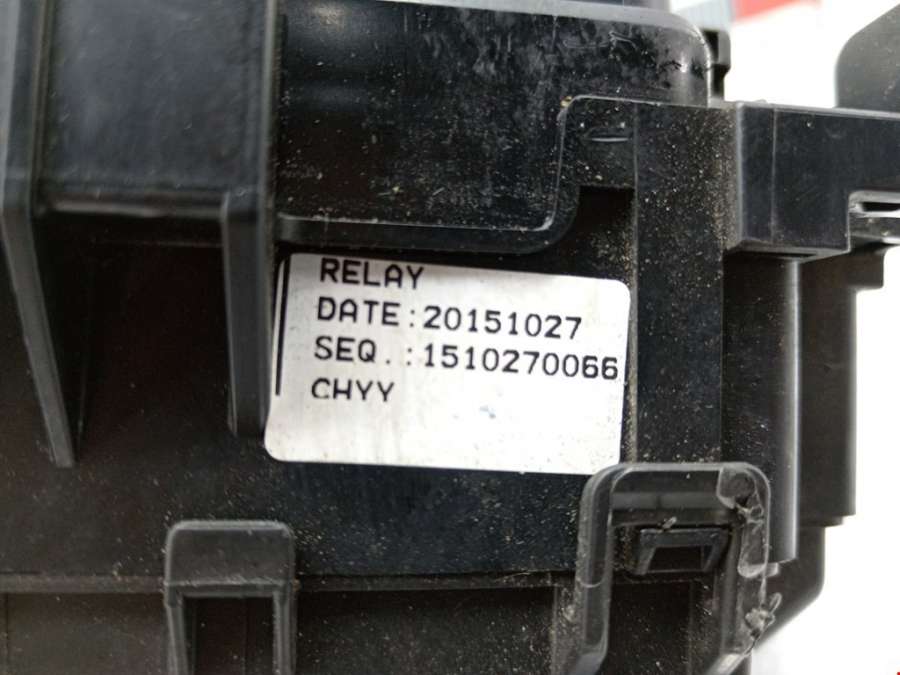 RELAY
DATE:20151027
SEQ.:1510270066
CHYY